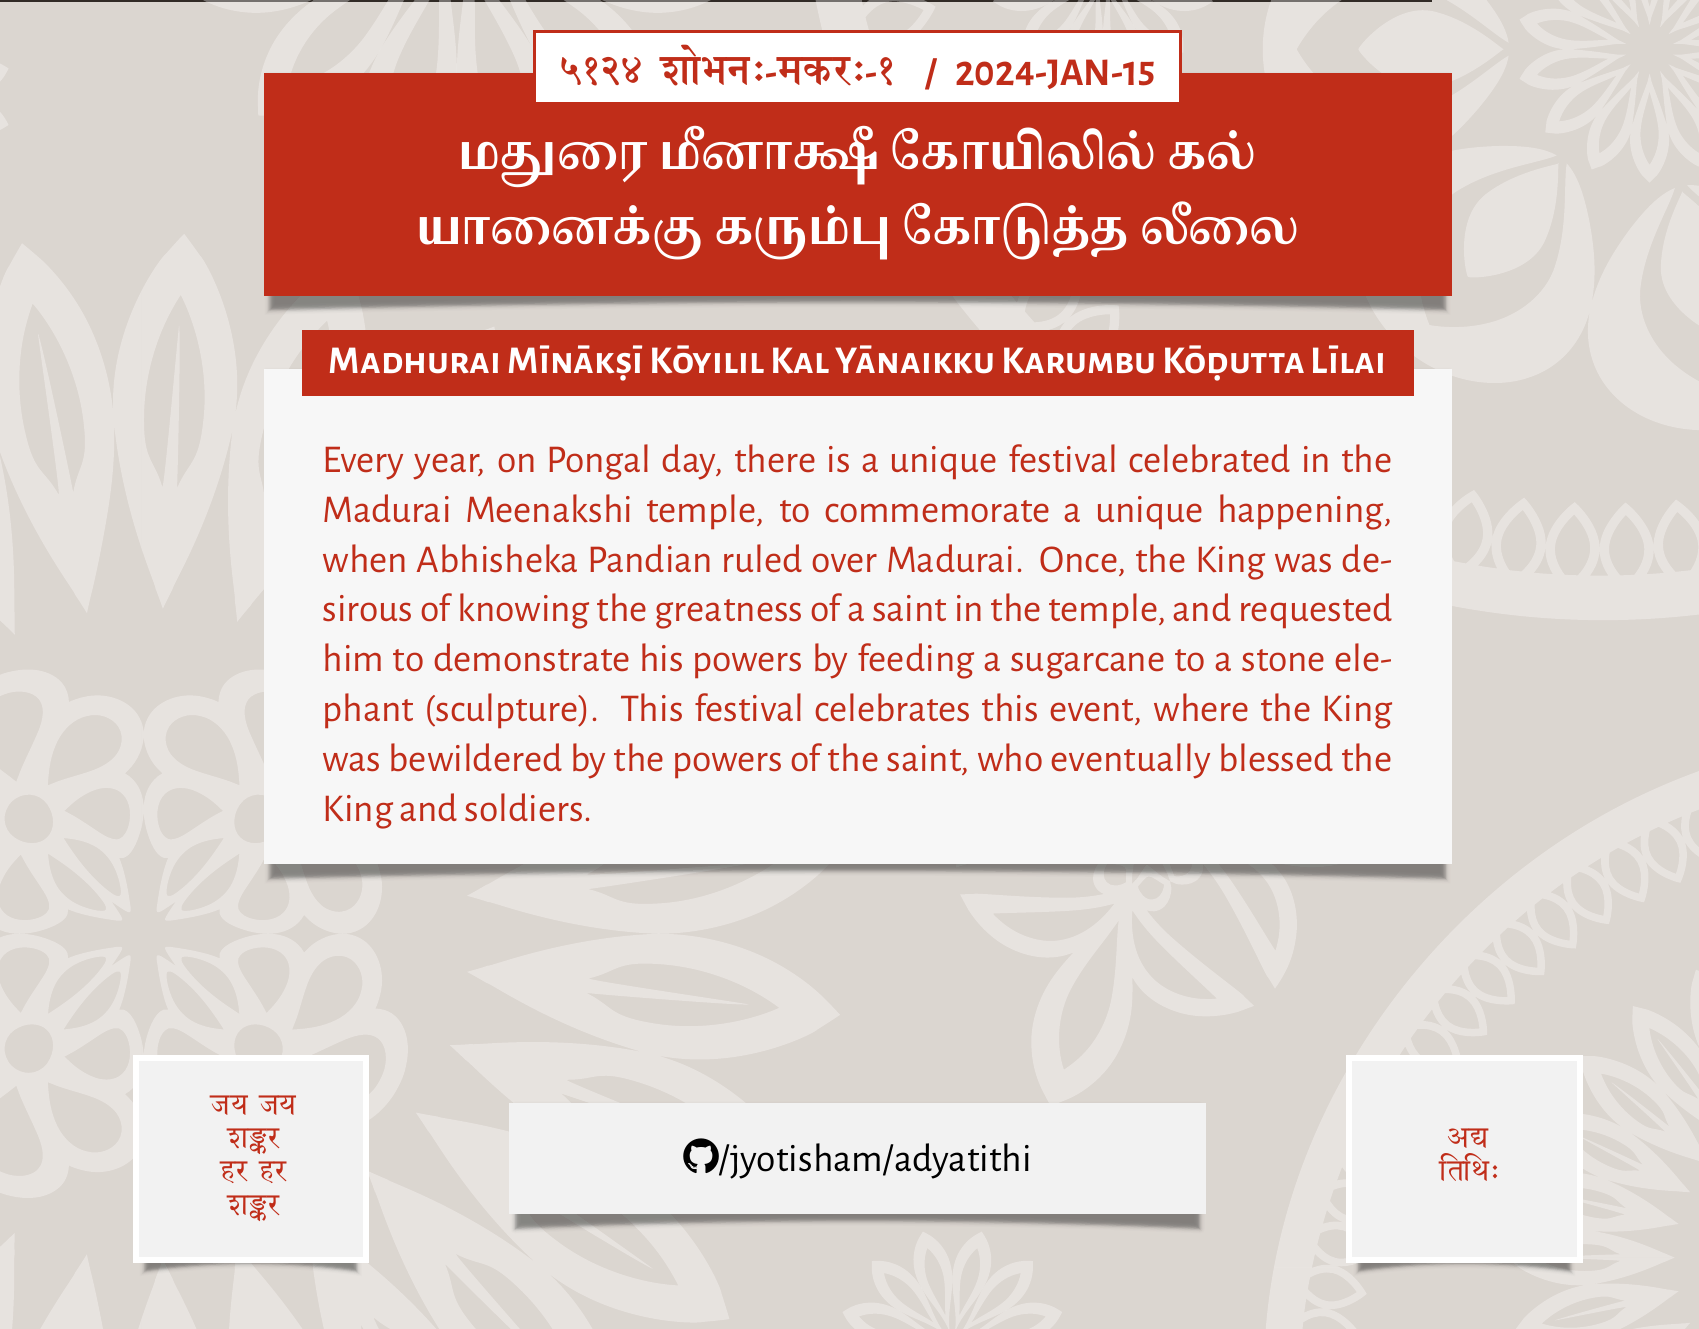 ५१२४ शोभनः-मकरः-१ / 2024-JAN-15
மதுரை மீனாக்ஷீ கோயிலில் கல்
யானைக்கு கரும்பு கோடுத்த லீலை
MADHURAI MĪNĀKṢĪ KŌYILIL KAL YĀNAIKKU KARUMBU KŌḌUTTA LĪLAI
Every year, on Pongal day, there is a unique festival celebrated in the
Madurai Meenakshi temple, to commemorate a unique happening,
when Abhisheka Pandian ruled over Madurai. Once, the King was de-
sirous of knowing the greatness of a saint in the temple, and requested
him to demonstrate his powers by feeding a sugarcane to a stone ele-
phant (sculpture). This festival celebrates this event, where the King
was bewildered by the powers of the saint, who eventually blessed the
King and soldiers.
जय जय
शङ्कर
हर हर
शङ्कर
/jyotisham/adyatithi
अद्य
तिथिः